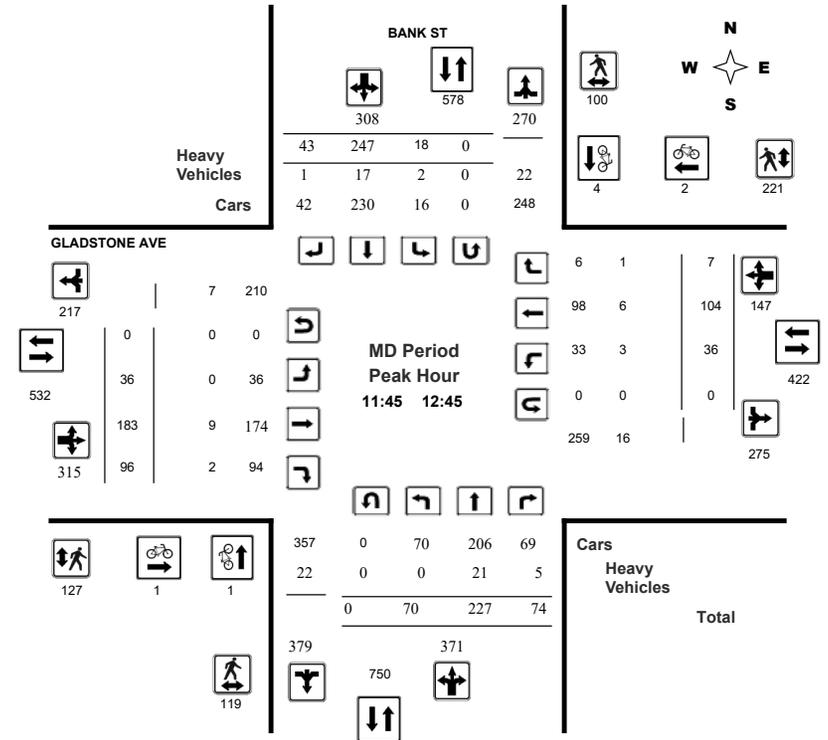 N
BANK ST
W E
S
578
100
308 270
43 247 18 0
Heavy
Vehicles 1 17 2 0 22
4 2 221
Cars 42 230 16 0 248
GLADSTONE AVE
6 1 7
217 7 210
98 6 104 147
0 0 0
MD Period
Peak Hour
33 3 36
422
532 36 0 36
11:45 12:45
0 0 0
183 9 174
259 16
275
315 96 2 94
357 0 70 206 69 Cars
22 0 0 21 5 Heavy
Vehicles
127 1 1
0 70 227 74 Total
379 371
750
119